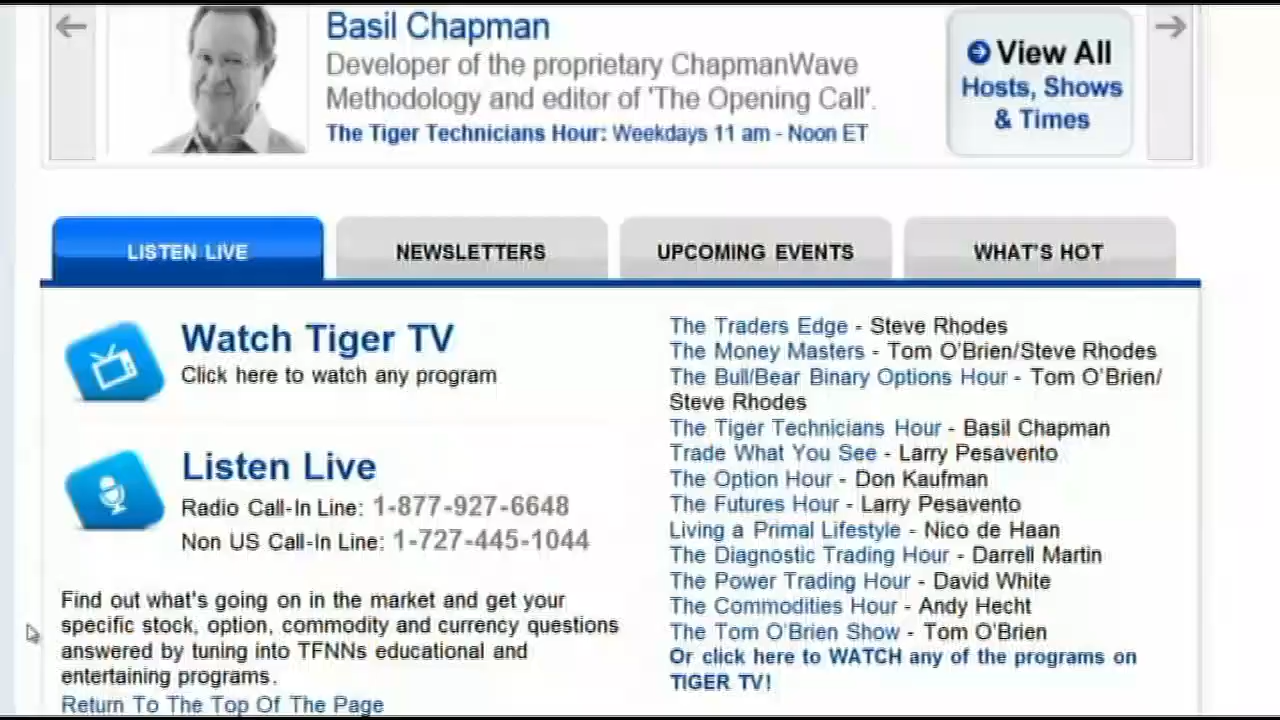 Basil Chapman
Developer of the proprietary ChapmanWave
Methodology and editor of 'The Opening Call'.
The Tiger Technicians Hour: Weekdays 11 am - Noon ET
View All
Hosts, Shows
& Times
LISTEN LIVE
NEWSLETTERS
UPCOMING EVENTS
WHAT'S HOT
Watch Tiger TV
Click here to watch any program
Listen Live
Radio Call-In Line: 1-877-927-6648
Non US Call-In Line: 1-727-445-1044
Find out what's going on in the market and get your
specific stock, option, commodity and currency questions
answered by tuning into TFNNs educational and
entertaining programs.
Return To The Top Of The Page
The Traders Edge - Steve Rhodes
The Money Masters - Tom O'Brien/Steve Rhodes
The Bull/Bear Binary Options Hour - Tom O'Brien/
Steve Rhodes
The Tiger Technicians Hour - Basil Chapman
Trade What You See - Larry Pesavento
The Option Hour - Don Kaufman
The Futures Hour - Larry Pesavento
Living a Primal Lifestyle - Nico de Haan
The Diagnostic Trading Hour - Darrell Martin
The Power Trading Hour - David White
The Commodities Hour - Andy Hecht
The Tom O'Brien Show - Tom O'Brien
Or click here to WATCH any of the programs on
TIGER TV!